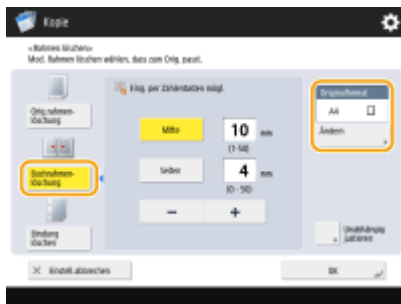 Kopie
<Rahmen löschen>
Mod. Rahmen löschen wählen, dass zum Orig. passt.
Orig.rahmen-
löschung
Buchrahmen-
löschung
Bindung
löschen
Eing. per Zahlentasten mögl.
Mitte
10 mm
(1-50)
Seiten
4 mm
(0 - 50)
−
+
Originalformat
A4
Ändern
Unabhängig
justieren
Einstell. abbrechen
OK